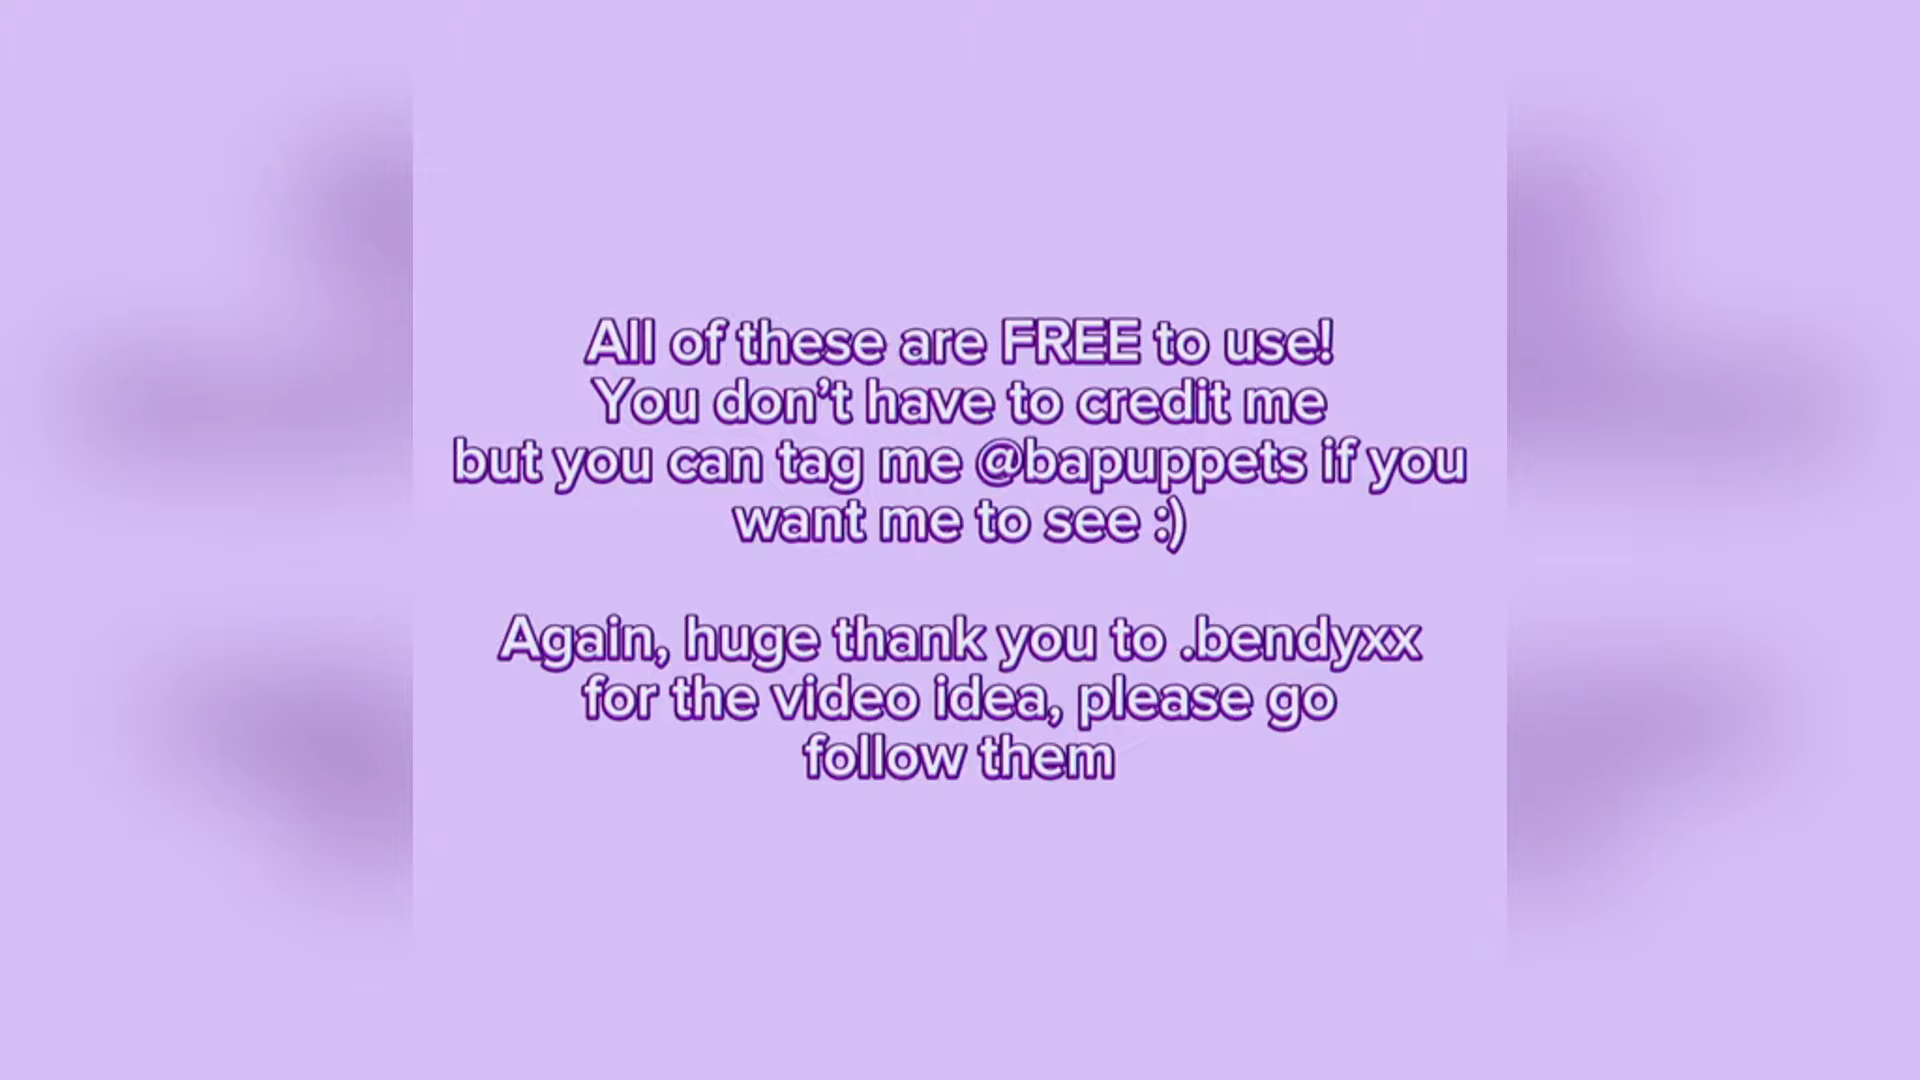 All of these are FREE to use!
You don’t have to credit me
but you can tag me @bapuppets if you
want me to see :)
Again, huge thank you to .bendyxx
for the video idea, please go
follow them